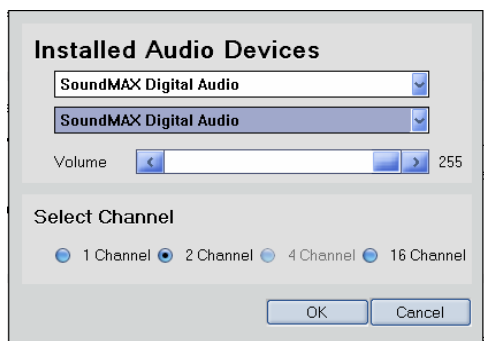 Installed Audio Devices
SoundMAX Digital Audio
SoundMAX Digital Audio
Volume 255
Select Channel
1 Channel 2 Channel 4 Channel 16 Channel
OK Cancel